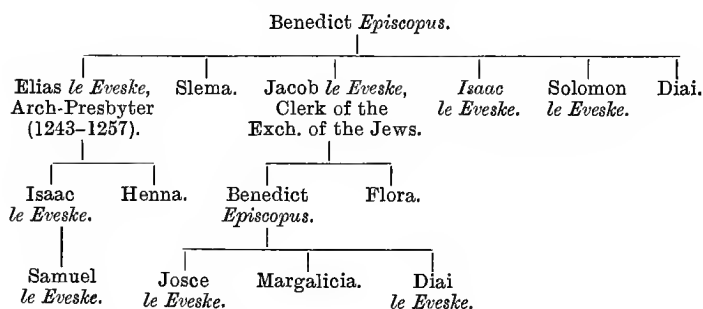 Benedict Episcopus.
Elias le Eveske, Slema. Jacob le Eveske, Isaac Solomon Diai.
Arch-Presbyter Clerk of the le Eveske. le Eveske.
(1243–1257). Exch. of the Jews.
Isaac Henna. Benedict Flora.
le Eveske. Episcopus.
Samuel Josce Margalicia. Diai
le Eveske. le Eveske. le Eveske.